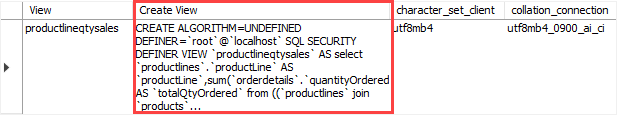 View Create View character_set_client collation_connection
productlineqtysales CREATE ALGORITHM=UNDEFINED utf8mb4 utf8mb4_0900_ai_ci
DEFINER=`root`@`localhost` SQL SECURITY
DEFINER VIEW `productlineqtysales` AS select
`productlines`.`productLine` AS
`productLine`,sum(`orderdetails`.`quantityOrdered
AS `totalQtyOrdered` from ((`productlines` join
`products`...